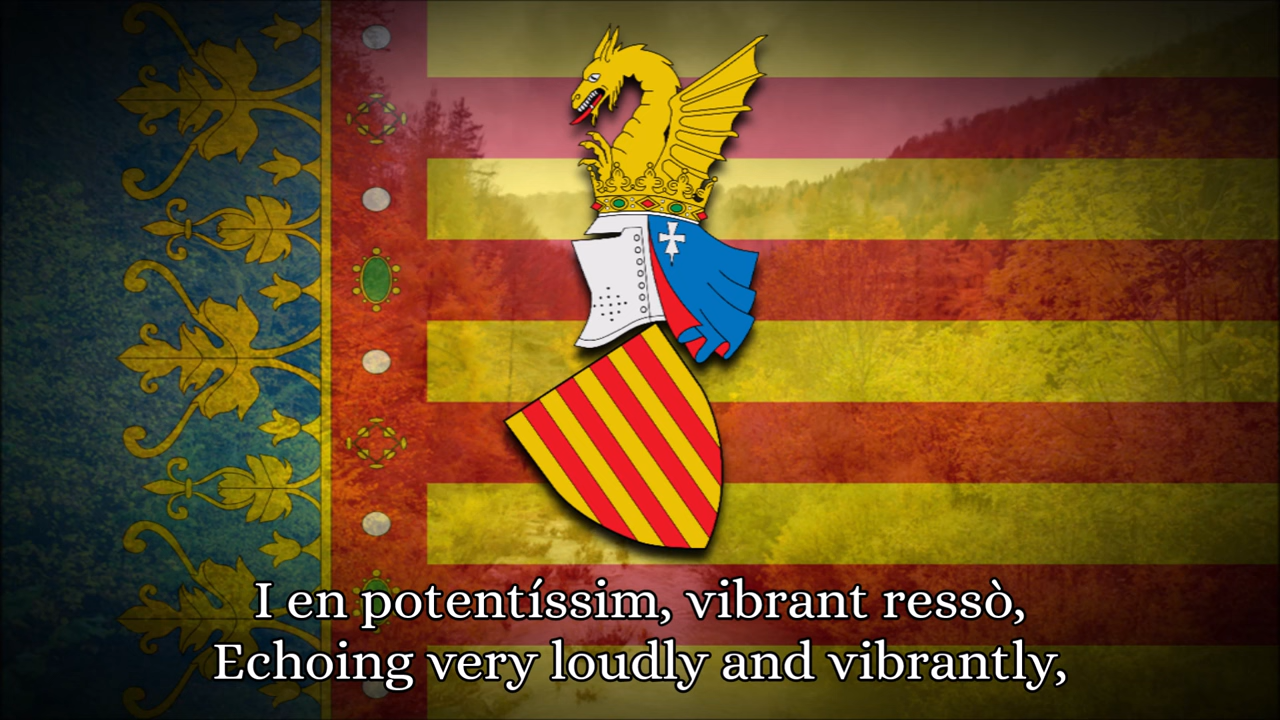 I en potentíssim, vibrant ressò,
Echoing very loudly and vibrantly,